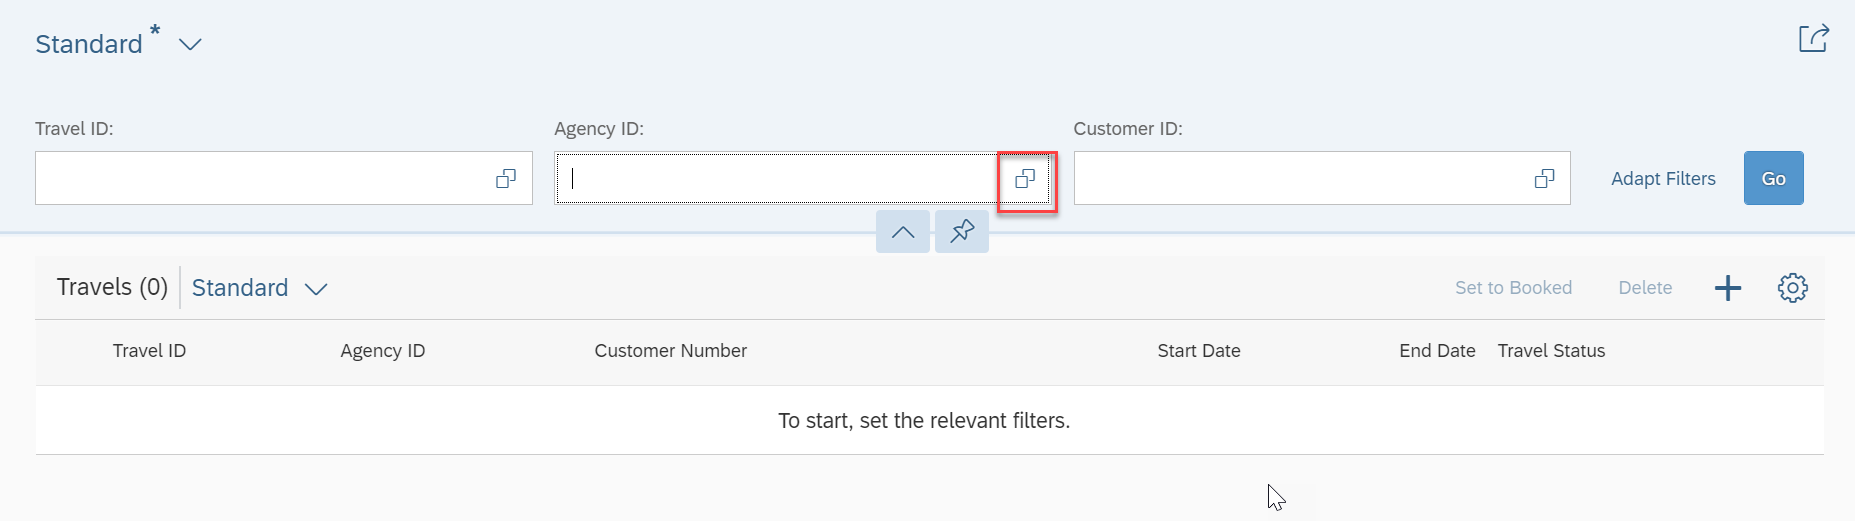 Standard *
Travel ID: Agency ID: Customer ID:
Adapt Filters Go
Travels (0) Standard Set to Booked Delete
Travel ID Agency ID Customer Number Start Date End Date Travel Status
To start, set the relevant filters.